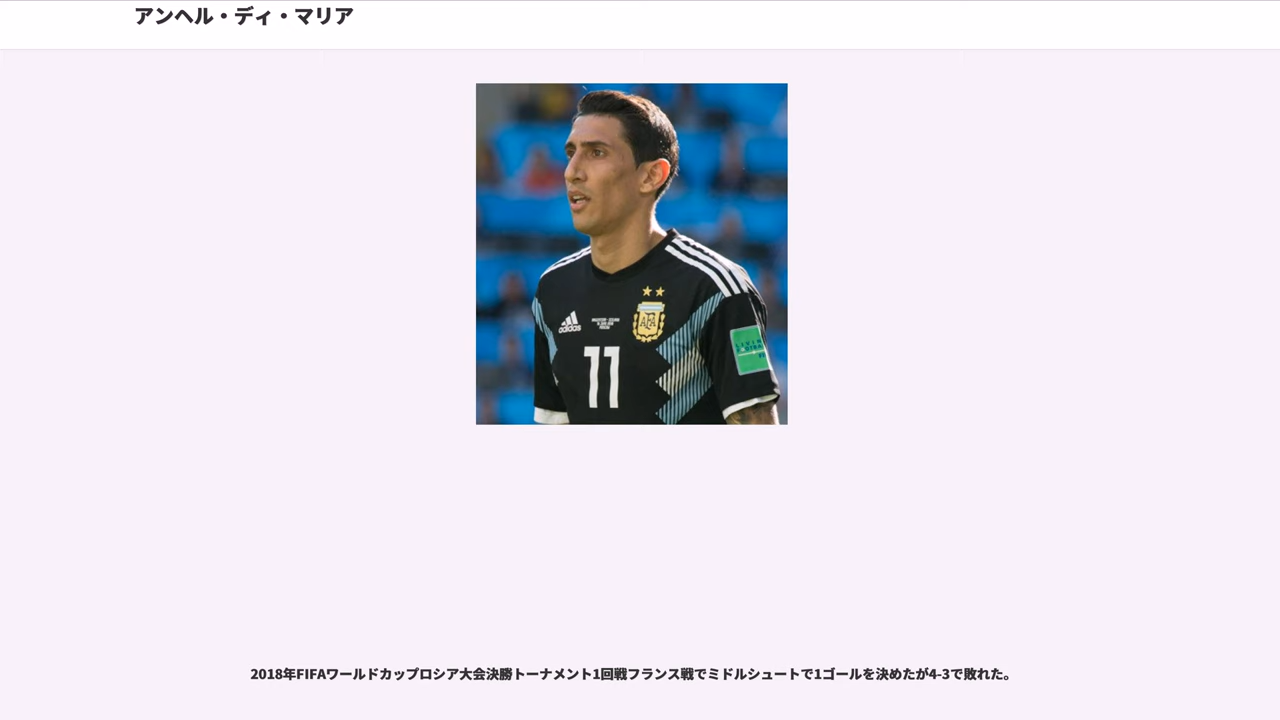 アンヘル・ディ・マリア
adidas
AFA
11
2018年FIFAワールドカップロシア大会決勝トーナメント1回戦フランス戦でミドルシュートで1ゴールを決めたが4-3で敗れた。